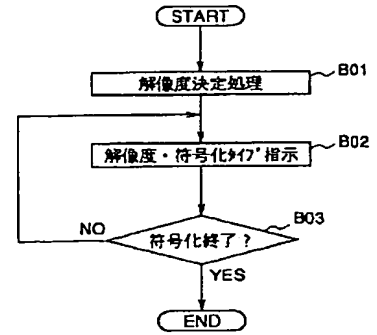 START
解像度決定処理
B01
解像度・符号化ﾀｲﾌﾟ指示
B02
符号化終了？
B03
NO
YES
END